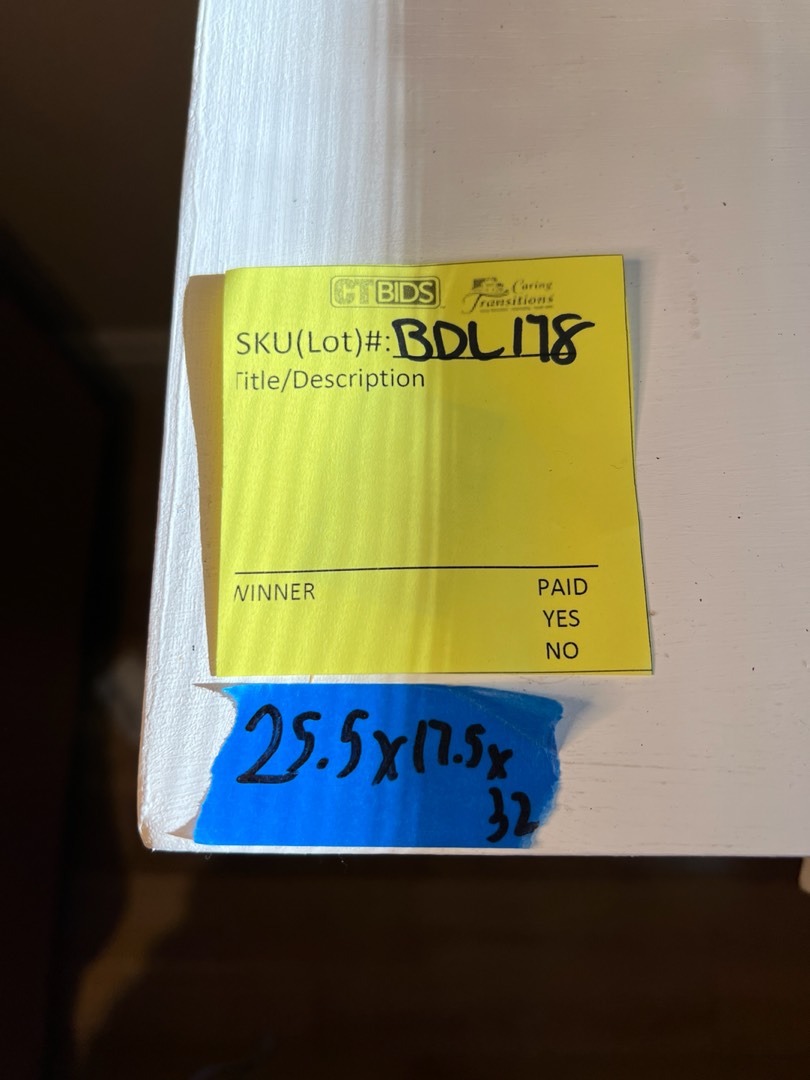 CTBIDS
Caring
Transitions
SKU(Lot)#: BDL178
Title/Description
WINNER PAID
YES
NO
25.5x17.5x
32